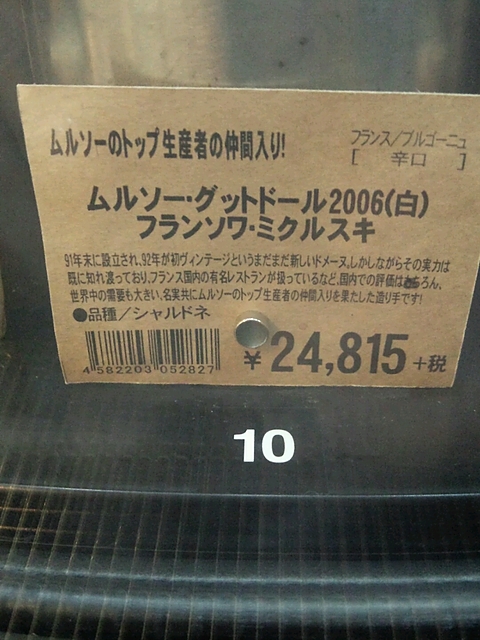 ムルソーのトップ生産者の仲間入り!
フランス/ブルゴーニュ
[ 辛口 ]
ムルソー・グットドール2006(白)
フランソワ・ミクルスキ
91年末に設立され、92年が初ヴィンテージというまだまだ新しいドメーヌ。しかしながらその実力は
既に知れ渡っており、フランス国内の有名レストランが扱っているなど、国内での評価はもちろん、
世界中の需要も大きい、名実共にムルソーのトップ生産者の仲間入りを果たした造り手です!
●品種/シャルドネ
4 582203 052827
¥24,815+税
10